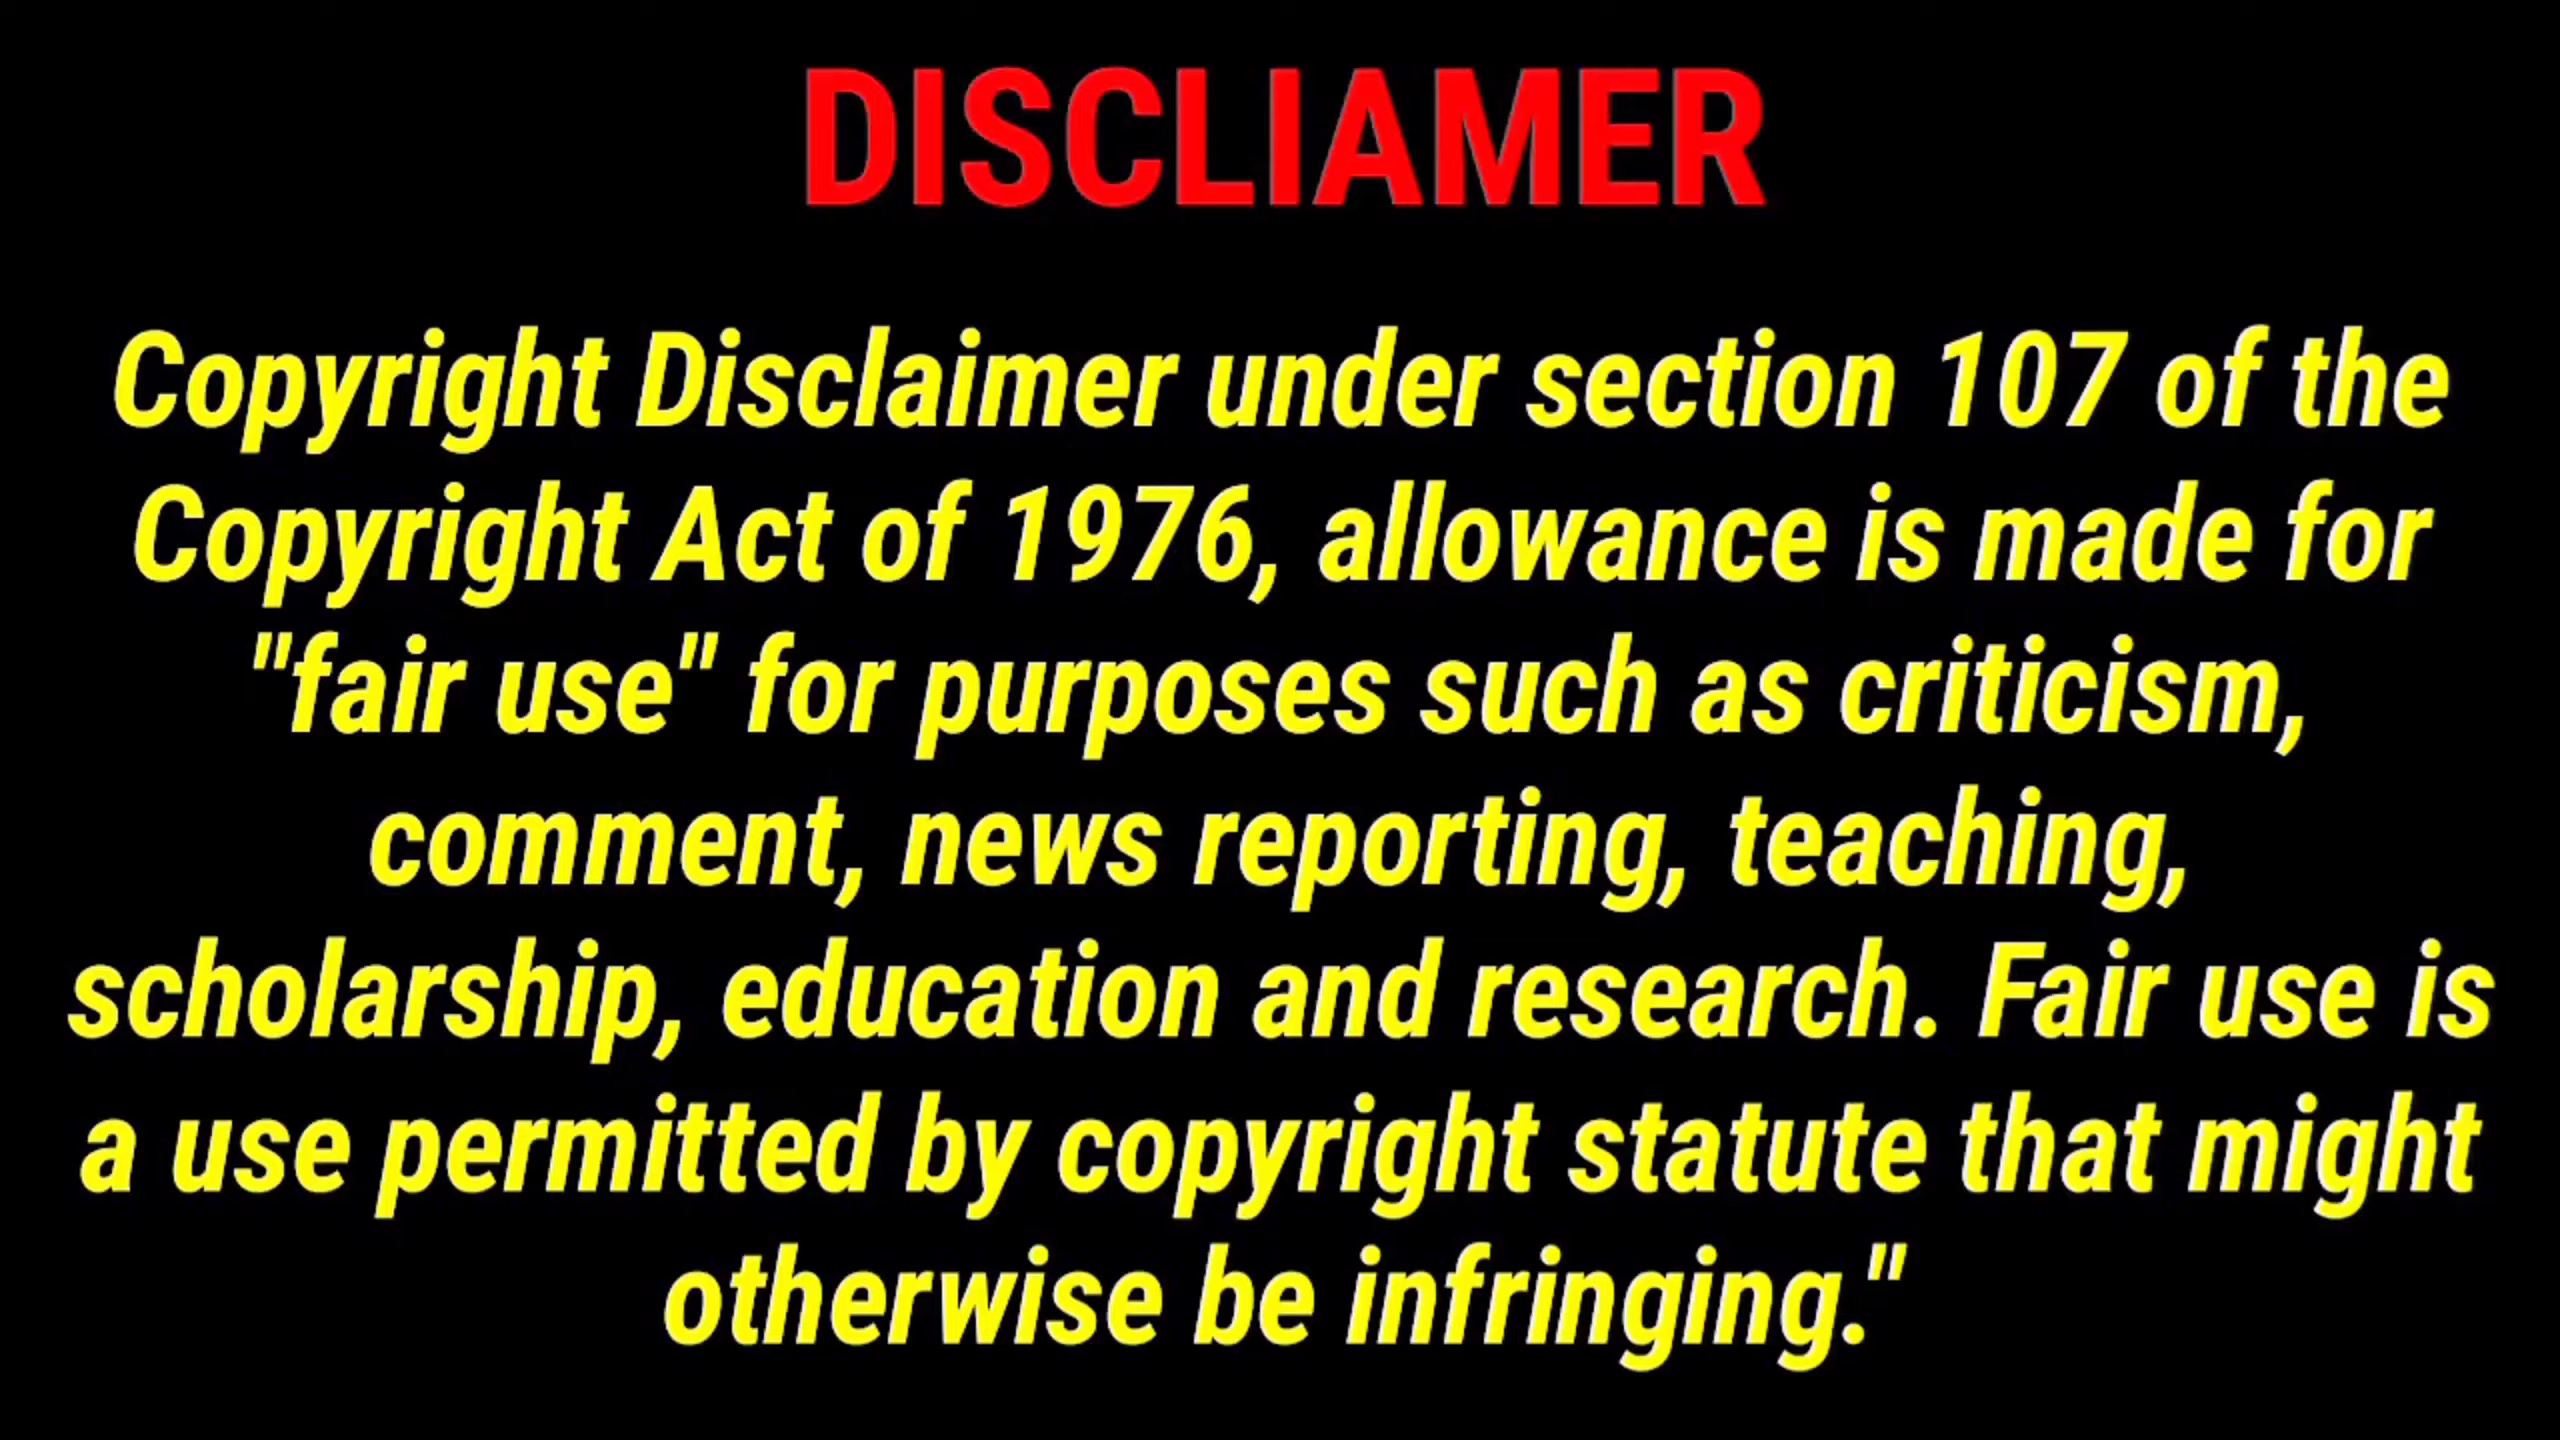 DISCLIAMER
Copyright Disclaimer under section 107 of the
Copyright Act of 1976, allowance is made for
"fair use" for purposes such as criticism,
comment, news reporting, teaching,
scholarship, education and research. Fair use is
a use permitted by copyright statute that might
otherwise be infringing."